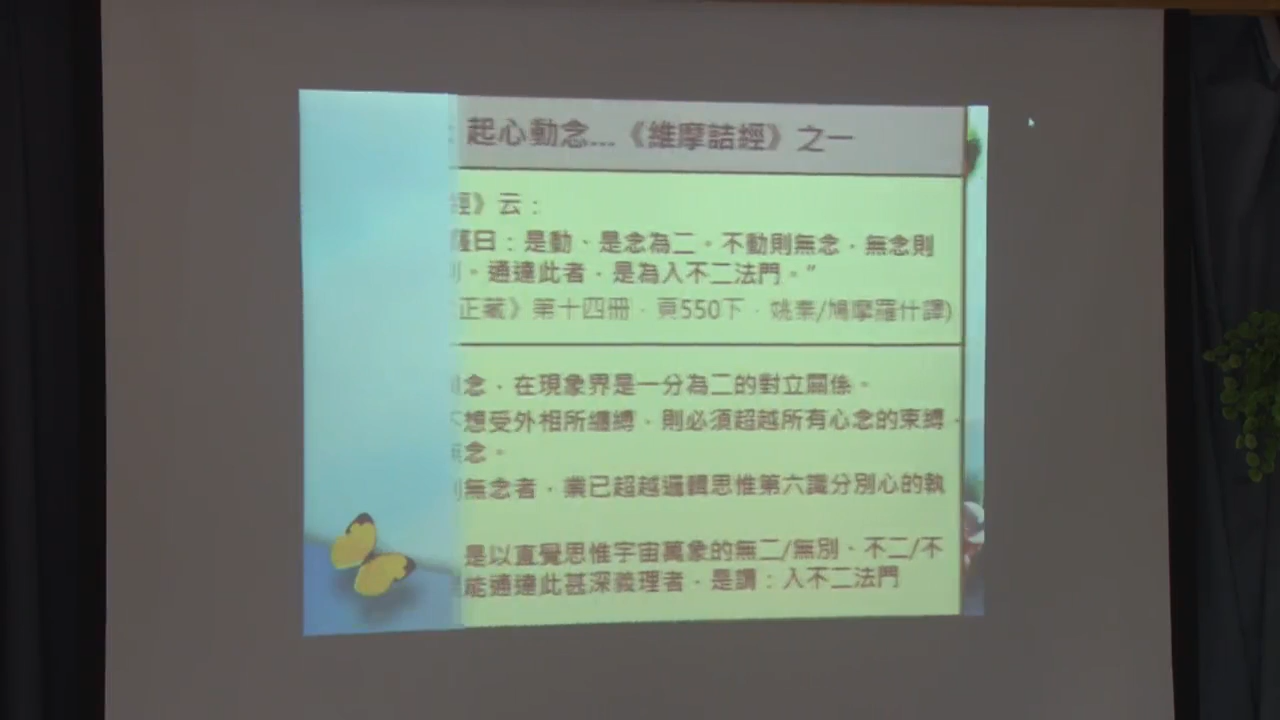 起心動念...《維摩詰經》之一
經》云：
曰：是動、是念為二。不動則無念，無念則
。通達此者，是為入不二法門。”
正藏》第十四冊，頁550下，姚秦/鳩摩羅什譯)
念，在現象界是一分為二的對立關係。
不想受外相所纏縛，則必須超越所有心念的束縛，
無念。
無念者，業已超越邏輯思惟第六識分別心的執
是以直覺思惟宇宙萬象的無二/無別、不二/不
能通達此甚深義理者，是謂：入不二法門